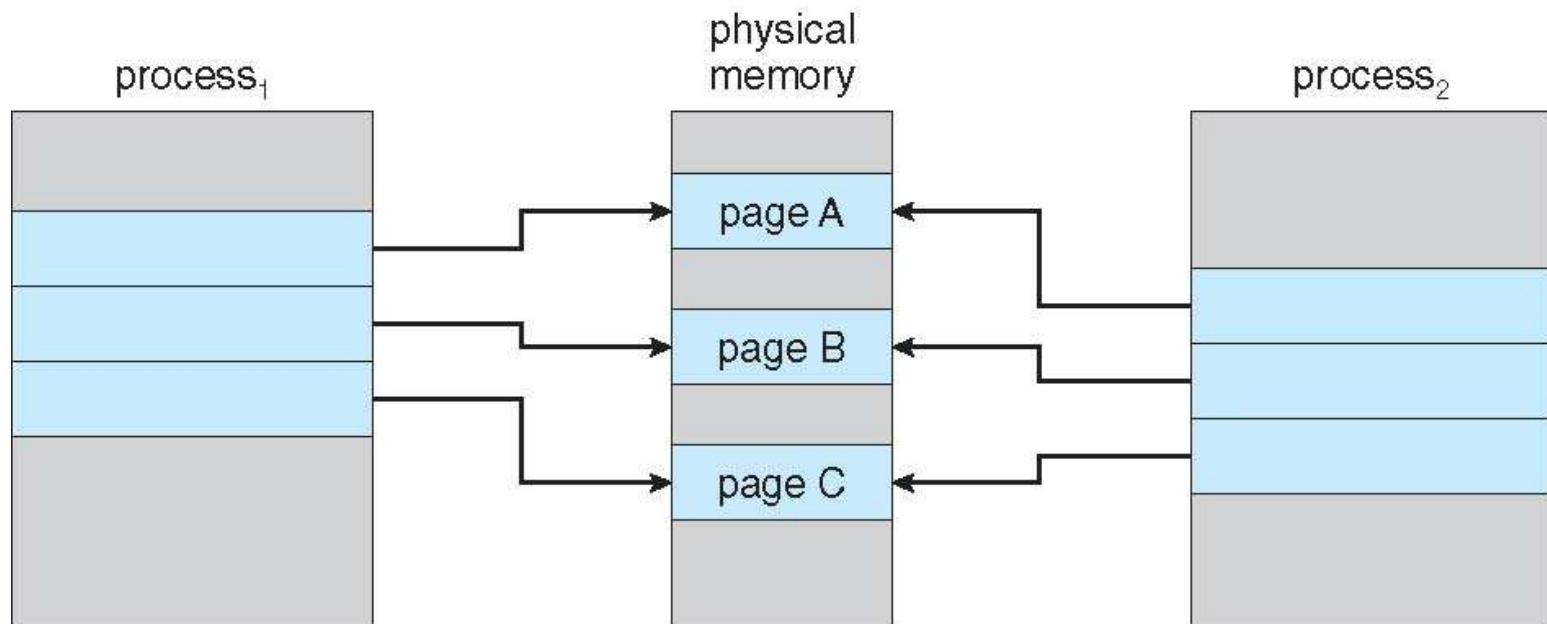 process₁
physical
memory
process₂
page A
page B
page C